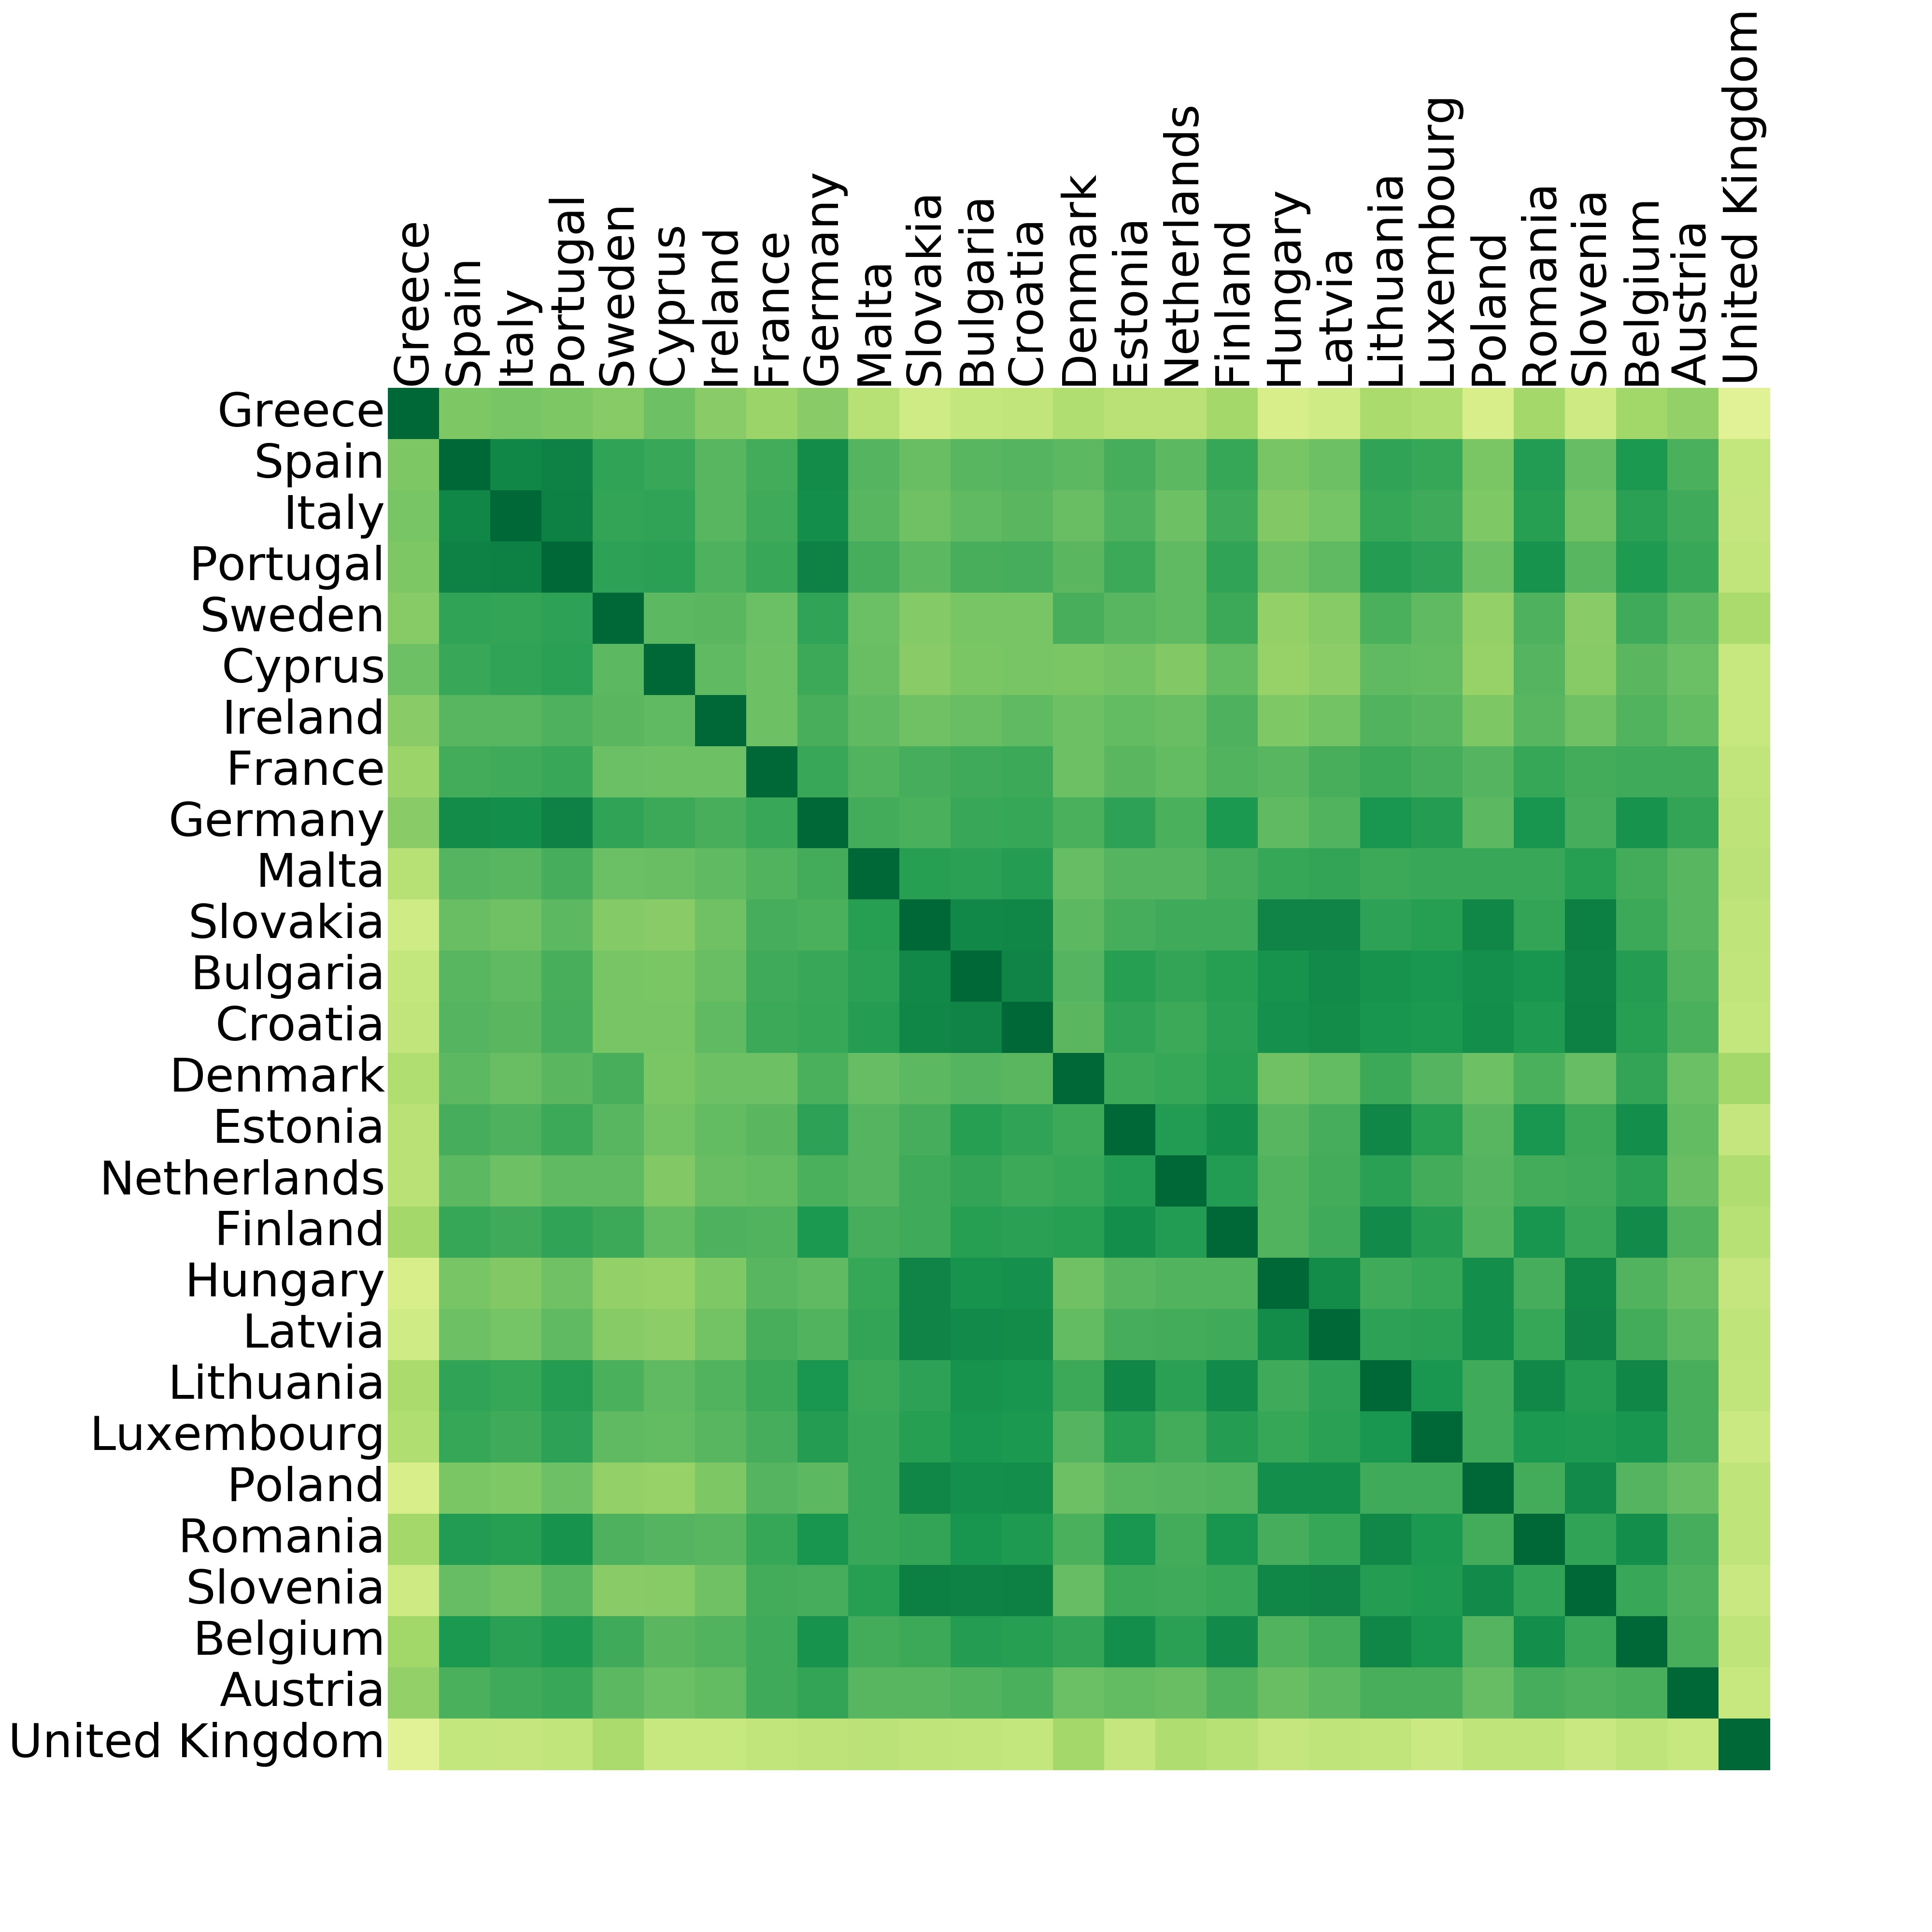 Greece
Spain
Italy
Portugal
Sweden
Cyprus
Ireland
France
Germany
Malta
Slovakia
Bulgaria
Croatia
Denmark
Estonia
Netherlands
Finland
Hungary
Latvia
Lithuania
Luxembourg
Poland
Romania
Slovenia
Belgium
Austria
United Kingdom
Greece
Spain
Italy
Portugal
Sweden
Cyprus
Ireland
France
Germany
Malta
Slovakia
Bulgaria
Croatia
Denmark
Estonia
Netherlands
Finland
Hungary
Latvia
Lithuania
Luxembourg
Poland
Romania
Slovenia
Belgium
Austria
United Kingdom